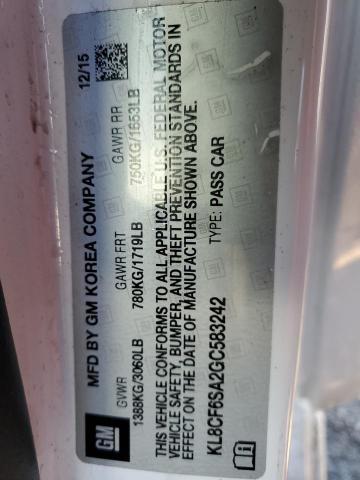 GM
MFD BY GM KOREA COMPANY 12/15
GVWR GAWR FRT GAWR RR
1388KG/3060LB 780KG/1719LB 750KG/1653LB
THIS VEHICLE CONFORMS TO ALL APPLICABLE U.S. FEDERAL MOTOR
VEHICLE SAFETY, BUMPER, AND THEFT PREVENTION STANDARDS IN
EFFECT ON THE DATE OF MANUFACTURE SHOWN ABOVE.
KL8CF6SA2GC583242 TYPE: PASS CAR